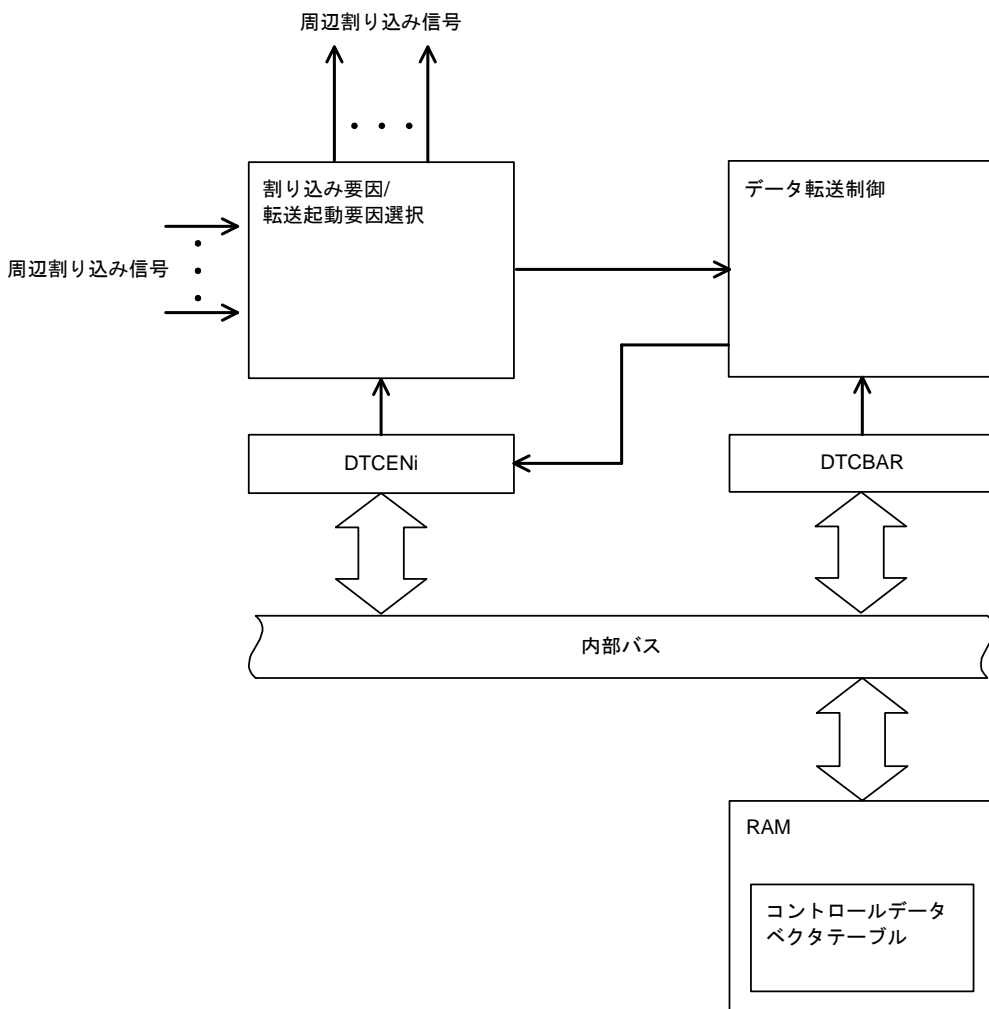 周辺割り込み信号
割り込み要因/
転送起動要因選択
データ転送制御
周辺割り込み信号
DTCENi
DTCBAR
内部バス
RAM
コントロールデータ
ベクタテーブル